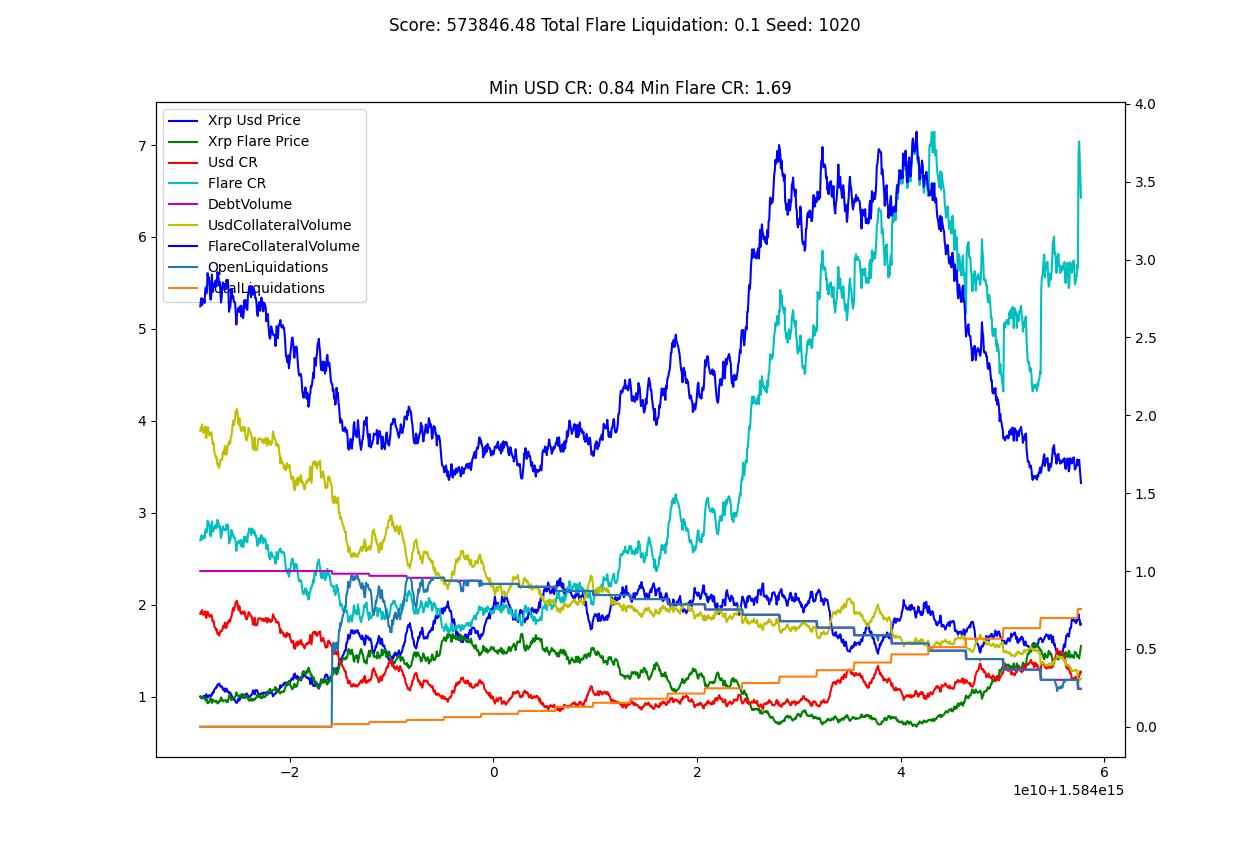 Score: 573846.48 Total Flare Liquidation: 0.1 Seed: 1020
Min USD CR: 0.84 Min Flare CR: 1.69
Xrp Usd Price
Xrp Flare Price
Usd CR
Flare CR
DebtVolume
UsdCollateralVolume
FlareCollateralVolume
OpenLiquidations
TotalLiquidations
7
6
5
4
3
2
1
4.0
3.5
3.0
2.5
2.0
1.5
1.0
0.5
0.0
−2
0
2
4
6
1e10+1.584e15